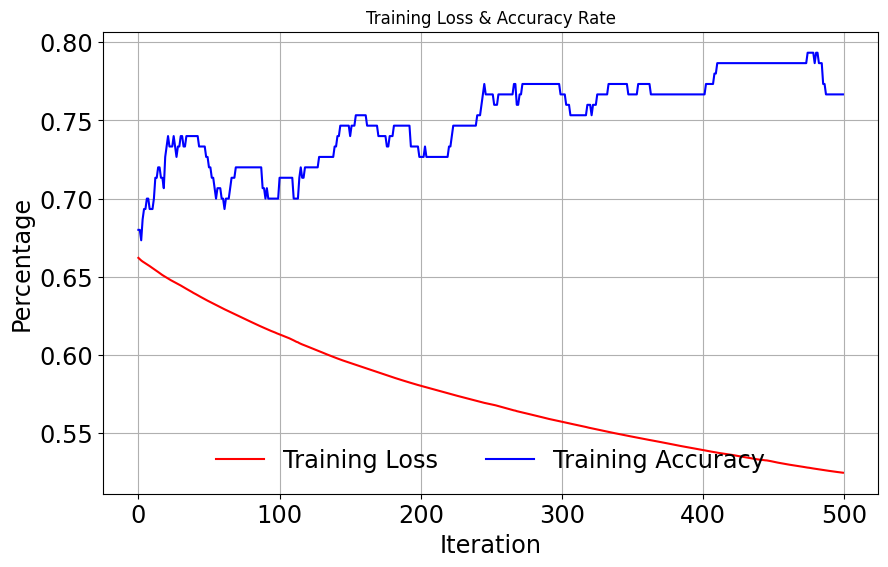 Training Loss & Accuracy Rate
0.80
0.75
0.70
0.65
0.60
0.55
Percentage
Training Loss
Training Accuracy
0
100
200
300
400
500
Iteration